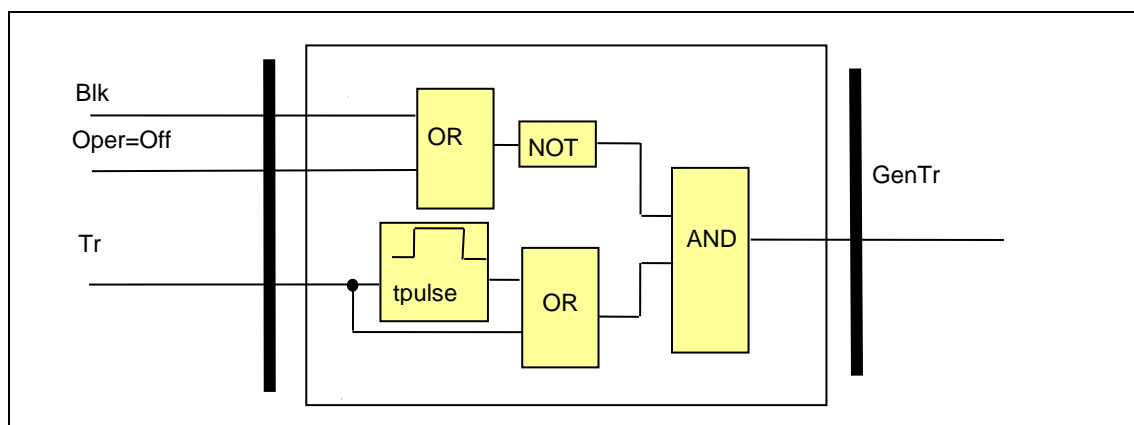 Blk
Oper=Off
OR
NOT
GenTr
Tr
AND
tpulse
OR